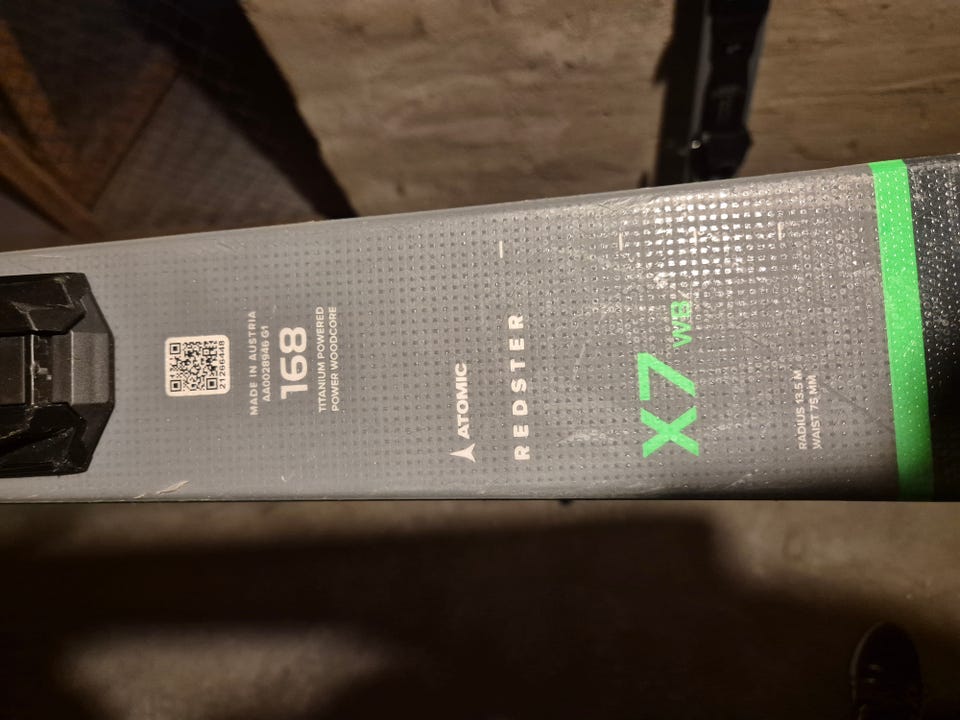 21266448
MADE IN AUSTRIA
AA0028946 G1
168
TITANIUM POWERED
POWER WOODCORE
ATOMIC
REDSTER
X7 WB
RADIUS 13.5 M
WAIST 75 MM